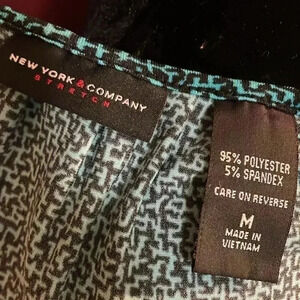 NEW YORK & COMPANY
STRETCH
95% POLYESTER
5% SPANDEX
CARE ON REVERSE
M
MADE IN
VIETNAM